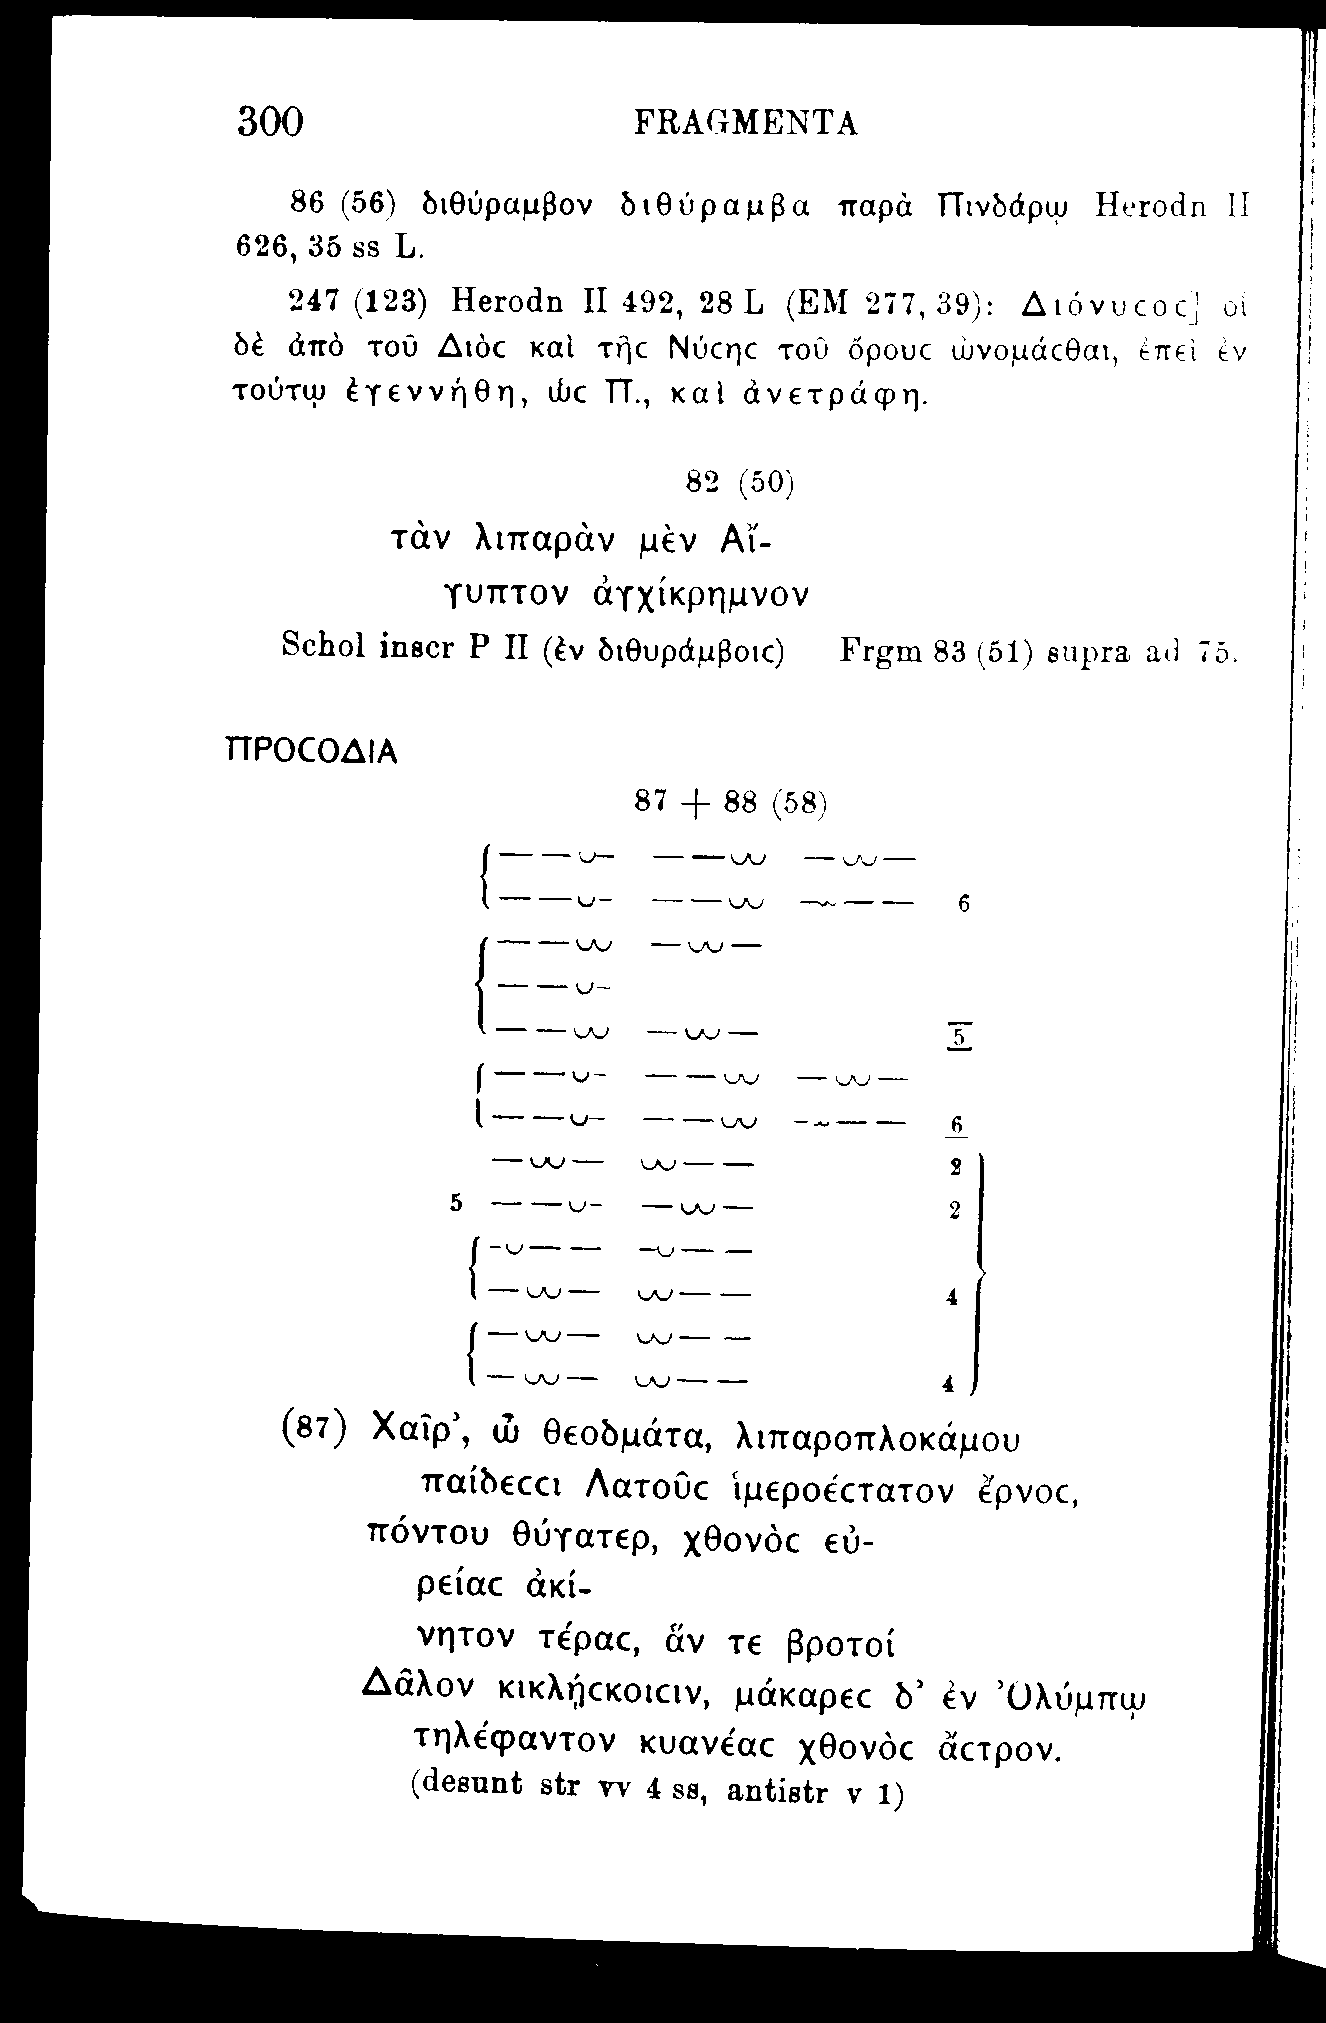 300 FRAGMENTA
86 (56) διθύραμβον διθύραμβα παρὰ Πινδάρῳ Herodn II
626, 35 ss L.
247 (123) Herodn II 492, 28 L (EM 277, 39): Διόνυϲοϲ] οἱ
δὲ ἀπὸ τοῦ Διὸϲ καὶ τῆϲ Νύϲηϲ τοῦ ὄρουϲ ὠνομάϲθαι, ἐπεὶ ἐν
τούτῳ ἐγεννήθη, ὥϲ Π., καὶ ἀνετράφη.
82 (50)
τὰν λιπαρὰν μὲν Αἴ-
γυπτον ἀγχίκρημνον
Schol inscr P II (ἐν διθυράμβοιϲ) Frgm 83 (51) supra ad 75.
ΠΡΟϹΟΔΙΑ
87 + 88 (58)
— — ⏑ – — — ⏑⏑ — ⏑⏑ —
— — ⏑ – — — ⏑⏑ — ⏑ — — 6
— — ⏑⏑ — ⏑⏑ —
— — ⏑ –
— — ⏑⏑ — ⏑⏑ — 5
— — ⏑ – — — ⏑⏑ — ⏑⏑ —
— — ⏑ – — — ⏑⏑ – ⏑ — — 6
— ⏑⏑ — ⏑⏑ — — 2
5 — — ⏑ – — ⏑⏑ — 2
– ⏑ — — – ⏑ — —
— ⏑⏑ — ⏑⏑ — — 4
— ⏑⏑ — ⏑⏑ — —
— ⏑⏑ — ⏑⏑ — — 4
(87) Χαῖρ’, ὦ θεοδμάτα, λιπαροπλοκάμου
παίδεϲϲι Λατοῦϲ ἱμεροέϲτατον ἔρνοϲ,
πόντου θύγατερ, χθονὸϲ εὐ-
ρείαϲ ἀκί-
νητον τέραϲ, ἅν τε βροτοί
Δᾶλον κικλῄϲκοιϲιν, μάκαρεϲ δ’ ἐν Ὀλύμπῳ
τηλέφαντον κυανέαϲ χθονὸϲ ἄϲτρον.
(desunt str vv 4 ss, antistr v 1)